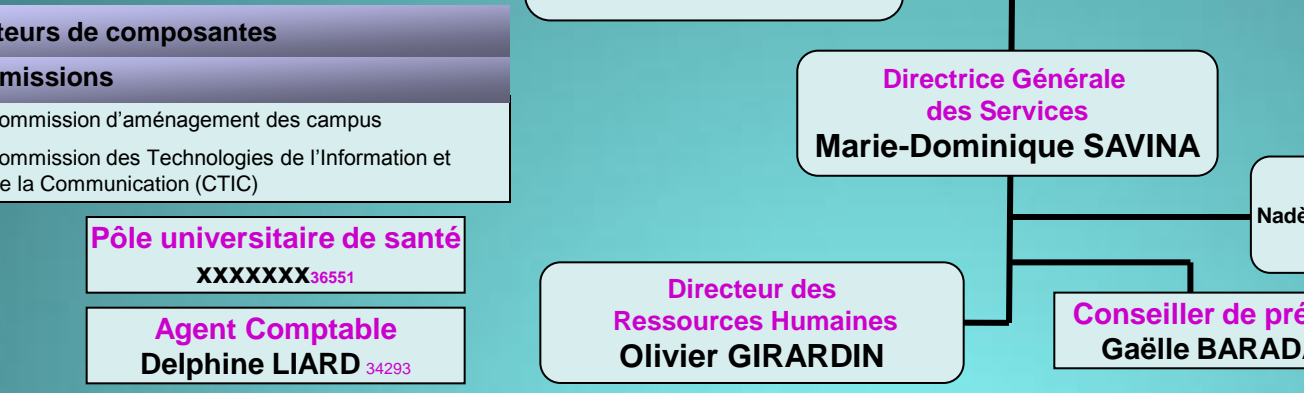 teurs de composantes
missions
ommission d'aménagement des campus
ommission des Technologies de l'Information et
e la Communication (CTIC)
Pôle universitaire de santé
xxxxxxx36551
Agent Comptable
Delphine LIARD 34293
Directrice Générale
des Services
Marie-Dominique SAVINA
Nadè
Directeur des
Ressources Humaines
Olivier GIRARDIN
Conseiller de pré
Gaëlle BARADA